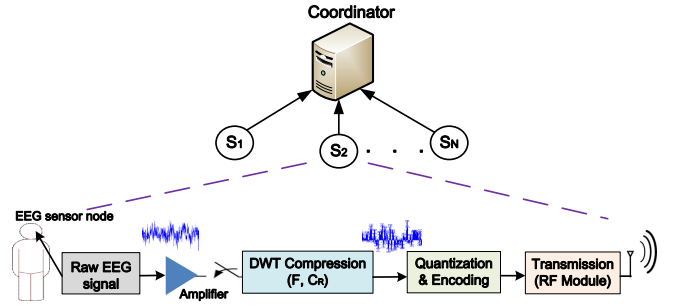 Coordinator
S1
S2
SN
EEG sensor node
Raw EEG
signal
Amplifier
DWT Compression
(F, CR)
Quantization
& Encoding
Transmission
(RF Module)